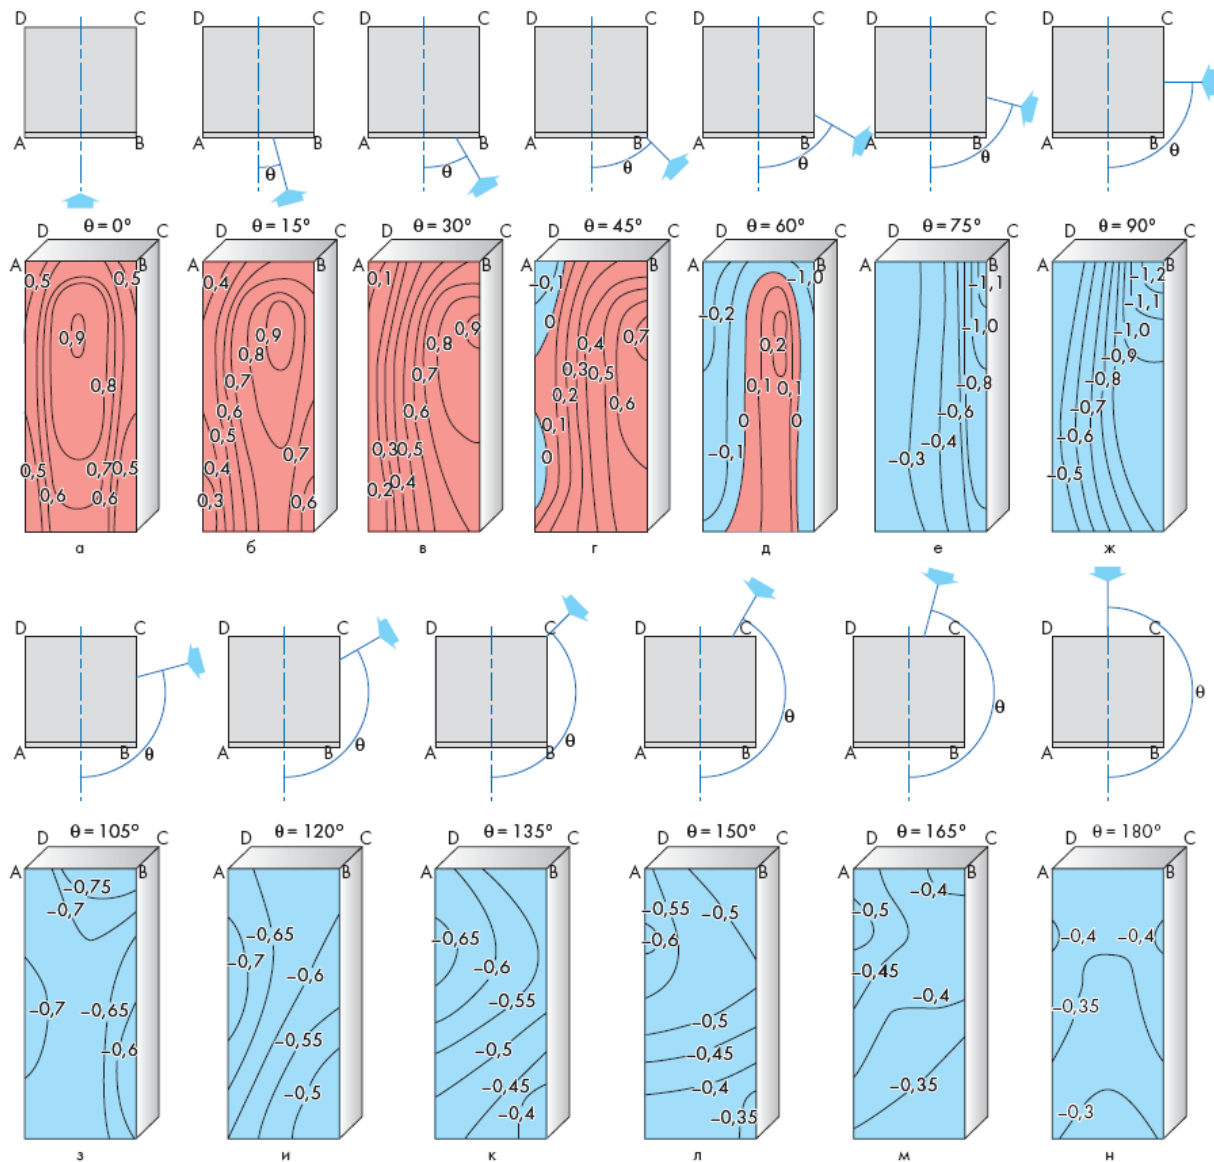 D C D C D C D C D C D C D C
A B A B A B A B A B A B A B
θ θ θ θ θ θ
θ = 0° θ = 15° θ = 30° θ = 45° θ = 60° θ = 75° θ = 90°
D C D C D C D C D C D C D C
A B A B A B A B A B A B A B
0,5 0,5 0,9 0,8 0,5 0,7 0,5 0,6 0,6
0,4 0,9 0,8 0,7 0,6 0,5 0,7 0,4 0,3 0,6
0,1 0,9 0,8 0,7 0,6 0,3 0,5 0,2 0,4
−0,1 0 0,7 0,4 0,3 0,5 0,2 0,6 0,1 0
−1,0 −0,2 0,2 0,1 0,1 0 0 −0,1
−1,1 −1,0 −0,8 −0,6 −0,4 −0,3
−1,2 −1,1 −1,0 −0,9 −0,8 −0,7 −0,6 −0,5
а б в г д е ж
D C D C D C D C D C D C
A B A B A B A B A B A B
θ θ θ θ θ θ
θ = 105° θ = 120° θ = 135° θ = 150° θ = 165° θ = 180°
D C D C D C D C D C D C
A B A B A B A B A B A B
−0,75 −0,7 −0,7 −0,65 −0,6
−0,65 −0,7 −0,6 −0,55 −0,5
−0,65 −0,6 −0,55 −0,5 −0,45 −0,4
−0,55 −0,5 −0,6 −0,5 −0,45 −0,4 −0,35
−0,4 −0,5 −0,45 −0,4 −0,35
−0,4 −0,4 −0,35 −0,3
з и к л м н